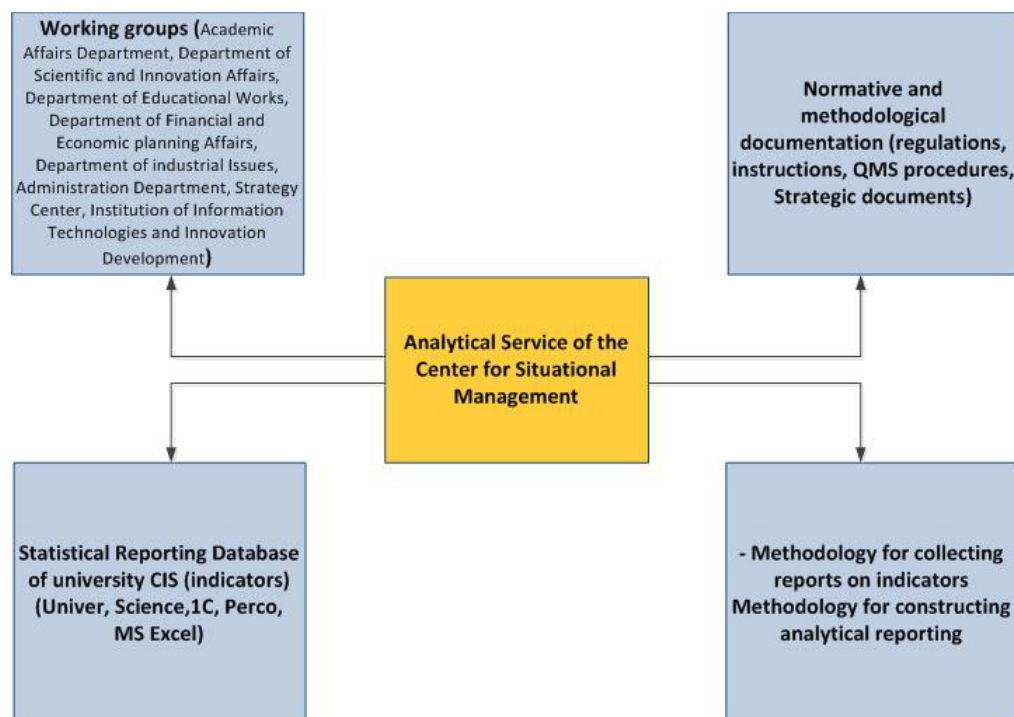 Working groups (Academic
Affairs Department, Department of
Scientific and Innovation Affairs,
Department of Educational Works,
Department of Financial and
Economic planning Affairs,
Department of industrial Issues,
Administration Department, Strategy
Center, Institution of Information
Technologies and Innovation
Development)
Normative and
methodological
documentation (regulations,
instructions, QMS procedures,
Strategic documents)
Analytical Service of the
Center for Situational
Management
Statistical Reporting Database
of university CIS (indicators)
(Univer, Science,1C, Perco,
MS Excel)
- Methodology for collecting
reports on indicators
Methodology for constructing
analytical reporting